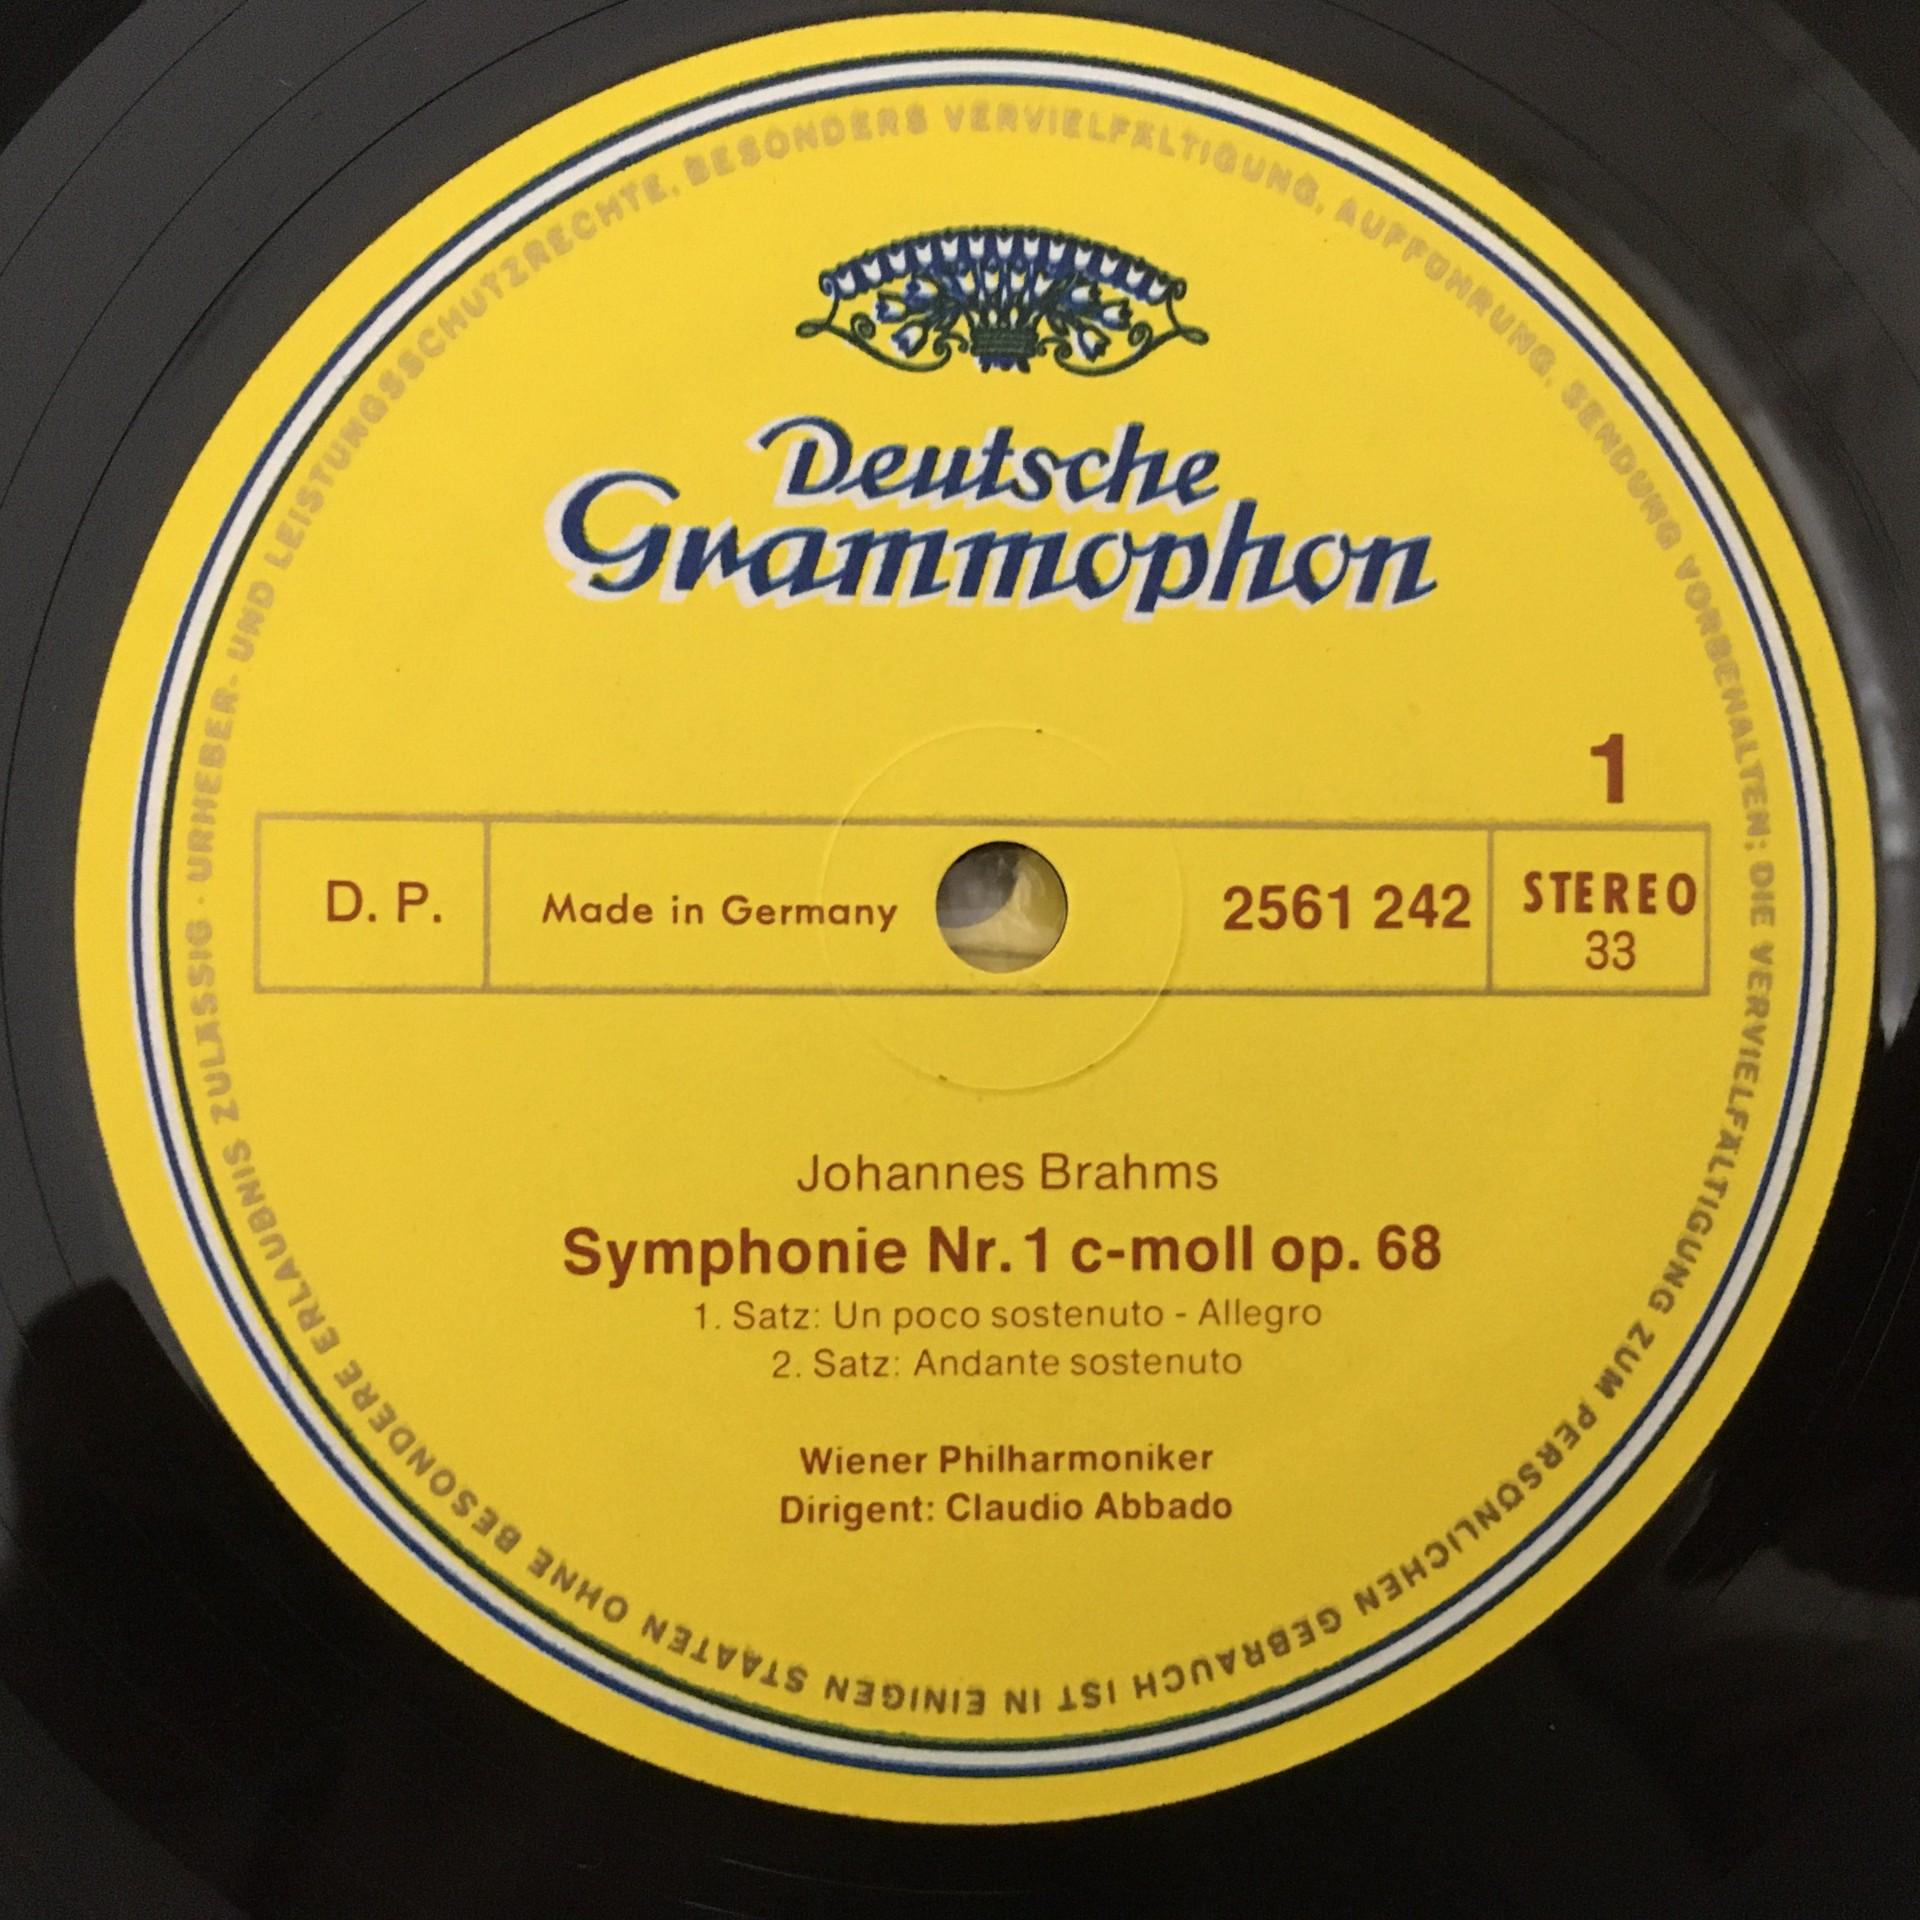 URHEBER- UND LEISTUNGSSCHUTZRECHTE, BESONDERS VERVIELFÄLTIGUNG, AUFFÜHRUNG, SENDUNG VORBEHALTEN; DIE VERVIELFÄLTIGUNG ZUM PERSÖNLICHEN GEBRAUCH IST IN EINIGEN STAATEN OHNE BESONDERE ERLAUBNIS ZULÄSSIG ·
Deutsche
Grammophon
1
D. P. Made in Germany 2561 242 STEREO
33
Johannes Brahms
Symphonie Nr. 1 c-moll op. 68
1. Satz: Un poco sostenuto - Allegro
2. Satz: Andante sostenuto
Wiener Philharmoniker
Dirigent: Claudio Abbado